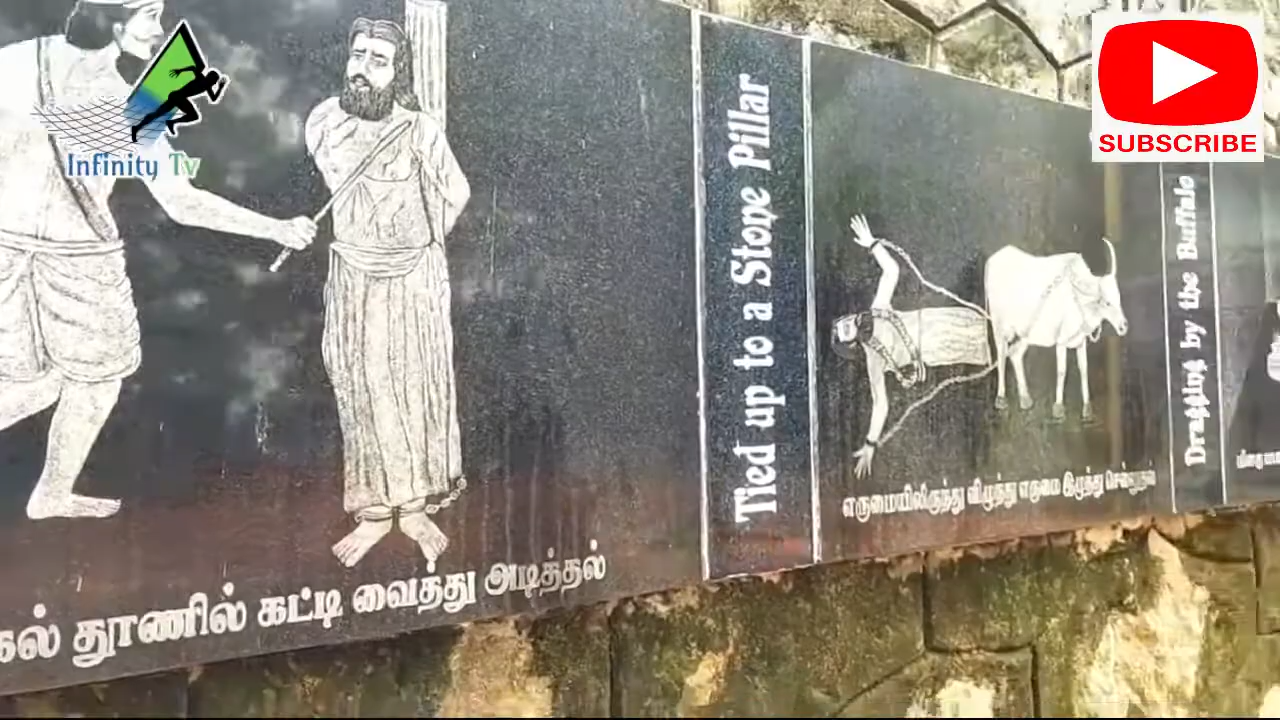 Infinity Tv
SUBSCRIBE
கல் தூணில் கட்டி வைத்து அடித்தல்
Tied up to a Stone Pillar
எருமையிலிருந்து விழுந்து எருமை இழுத்து செல்லுதல்
Dragging by the Buffalo